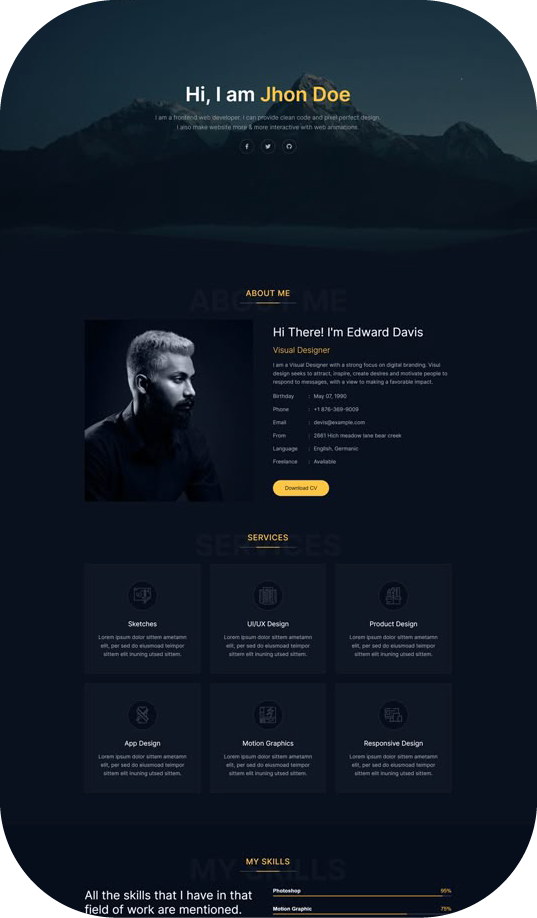 Hi, I am Jhon Doe
I am a frontend web developer. I can provide clean code and pixel perfect design.
I also make website more & more interactive with web animations.
ABOUT ME
ABOUT ME
Hi There! I'm Edward Davis
Visual Designer
I am a Visual Designer with a strong focus on digital branding. Visul
design seeks to attract, inspire, create desires and motivate people to
respond to messages, with a view to making a favorable impact.
Birthday : May 07, 1990
Phone : +1 876-369-9009
Email : davis@example.com
From : 2661 High meadow lane bear creek
Language : English, Germanic
Freelance : Available
Download CV
SERVICES
SERVICES
Sketches
Lorem ipsum dolor sittem ametamn
elit, per sed do eiusmoad teimpor
sittem elit inuning utsed sittem.
UI/UX Design
Lorem ipsum dolor sittem ametamn
elit, per sed do eiusmoad teimpor
sittem elit inuning utsed sittem.
Product Design
Lorem ipsum dolor sittem ametamn
elit, per sed do eiusmoad teimpor
sittem elit inuning utsed sittem.
App Design
Lorem ipsum dolor sittem ametamn
elit, per sed do eiusmoad teimpor
sittem elit inuning utsed sittem.
Motion Graphics
Lorem ipsum dolor sittem ametamn
elit, per sed do eiusmoad teimpor
sittem elit inuning utsed sittem.
Responsive Design
Lorem ipsum dolor sittem ametamn
elit, per sed do eiusmoad teimpor
sittem elit inuning utsed sittem.
MY SKILLS
MY SKILLS
All the skills that I have in that
field of work are mentioned.
Photoshop 95%
Motion Graphic 75%